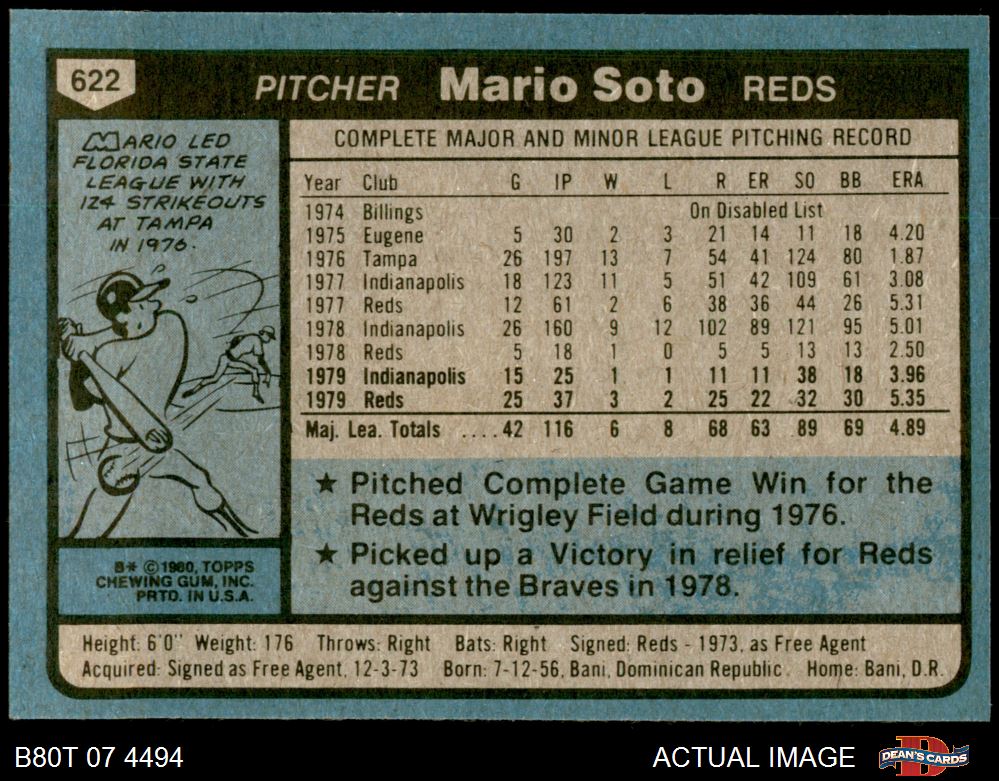 622
PITCHER Mario Soto REDS
MARIO LED
FLORIDA STATE
LEAGUE WITH
124 STRIKEOUTS
AT TAMPA
IN 1976.
COMPLETE MAJOR AND MINOR LEAGUE PITCHING RECORD
Year Club G IP W L R ER SO BB ERA
1974 Billings On Disabled List
1975 Eugene 5 30 2 3 21 14 11 18 4.20
1976 Tampa 26 197 13 7 54 41 124 80 1.87
1977 Indianapolis 18 123 11 5 51 42 109 61 3.08
1977 Reds 12 61 2 6 38 36 44 26 5.31
1978 Indianapolis 26 160 9 12 102 89 121 95 5.01
1978 Reds 5 18 1 0 5 5 13 13 2.50
1979 Indianapolis 15 25 1 1 11 11 38 18 3.96
1979 Reds 25 37 3 2 25 22 32 30 5.35
Maj. Lea. Totals ....42 116 6 8 68 63 89 69 4.89
★ Pitched Complete Game Win for the
Reds at Wrigley Field during 1976.
★ Picked up a Victory in relief for Reds
against the Braves in 1978.
B* ©1980, TOPPS
CHEWING GUM, INC.
PRTD. IN U.S.A.
Height: 6'0" Weight: 176 Throws: Right Bats: Right Signed: Reds - 1973, as Free Agent
Acquired: Signed as Free Agent, 12-3-73 Born: 7-12-56, Bani, Dominican Republic Home: Bani, D.R.
B80T 07 4494
ACTUAL IMAGE
DEAN'S CARDS